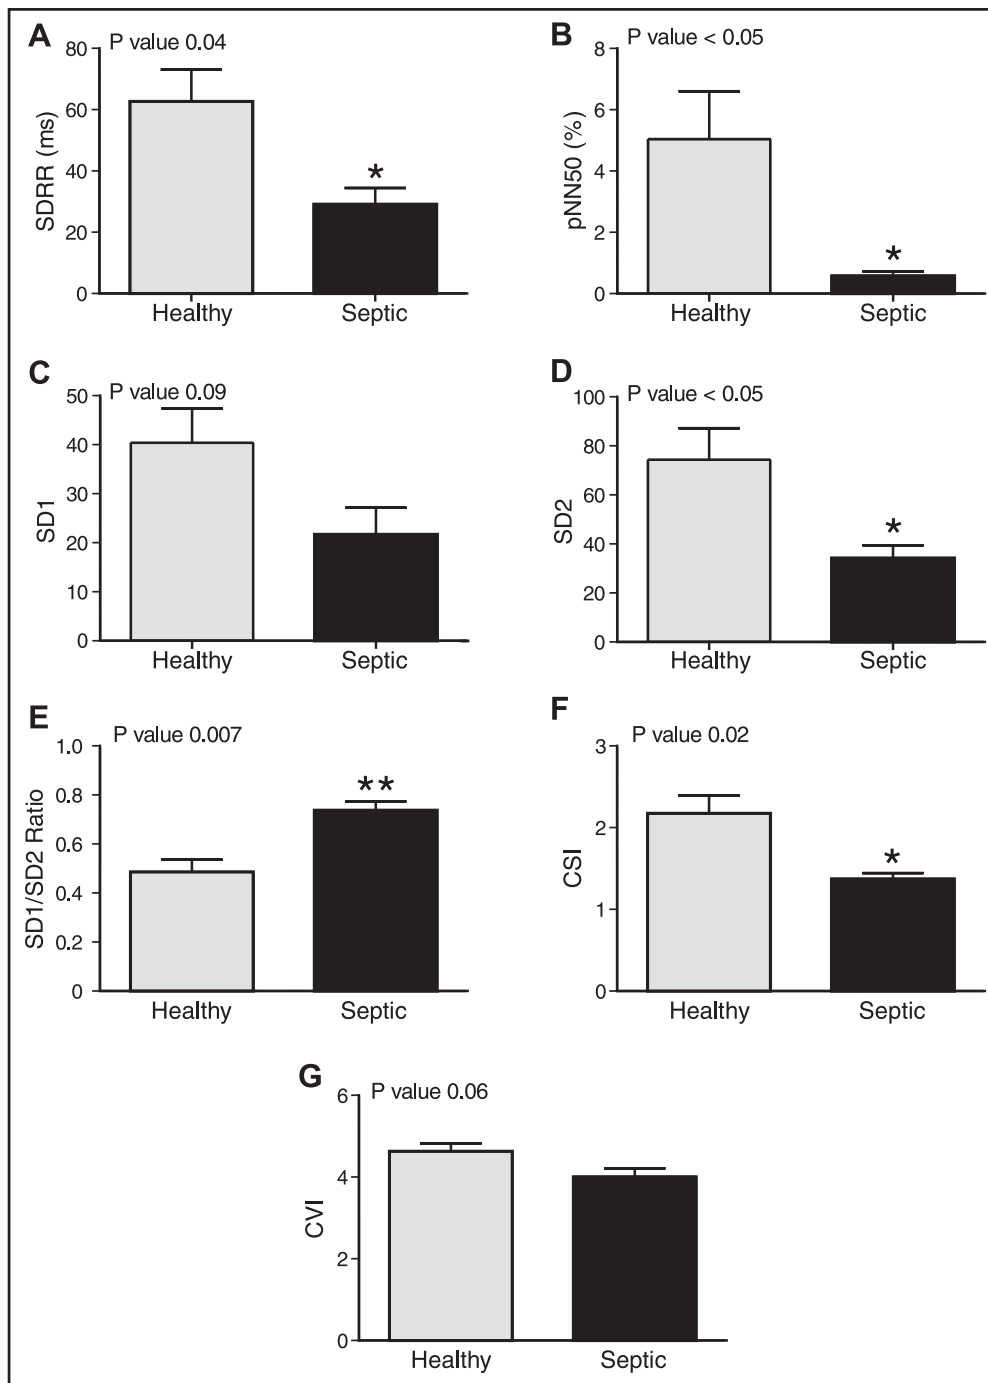 A
P value 0.04
80
60
40
20
0
SDRR (ms)
*
Healthy
Septic
B
P value < 0.05
8
6
4
2
0
pNN50 (%)
*
Healthy
Septic
C
P value 0.09
50
40
30
20
10
0
SD1
Healthy
Septic
D
P value < 0.05
100
80
60
40
20
0
SD2
*
Healthy
Septic
E
P value 0.007
1.0
0.8
0.6
0.4
0.2
0
SD1/SD2 Ratio
**
Healthy
Septic
F
P value 0.02
3
2
1
0
CSI
*
Healthy
Septic
G
P value 0.06
6
4
2
0
CVI
Healthy
Septic